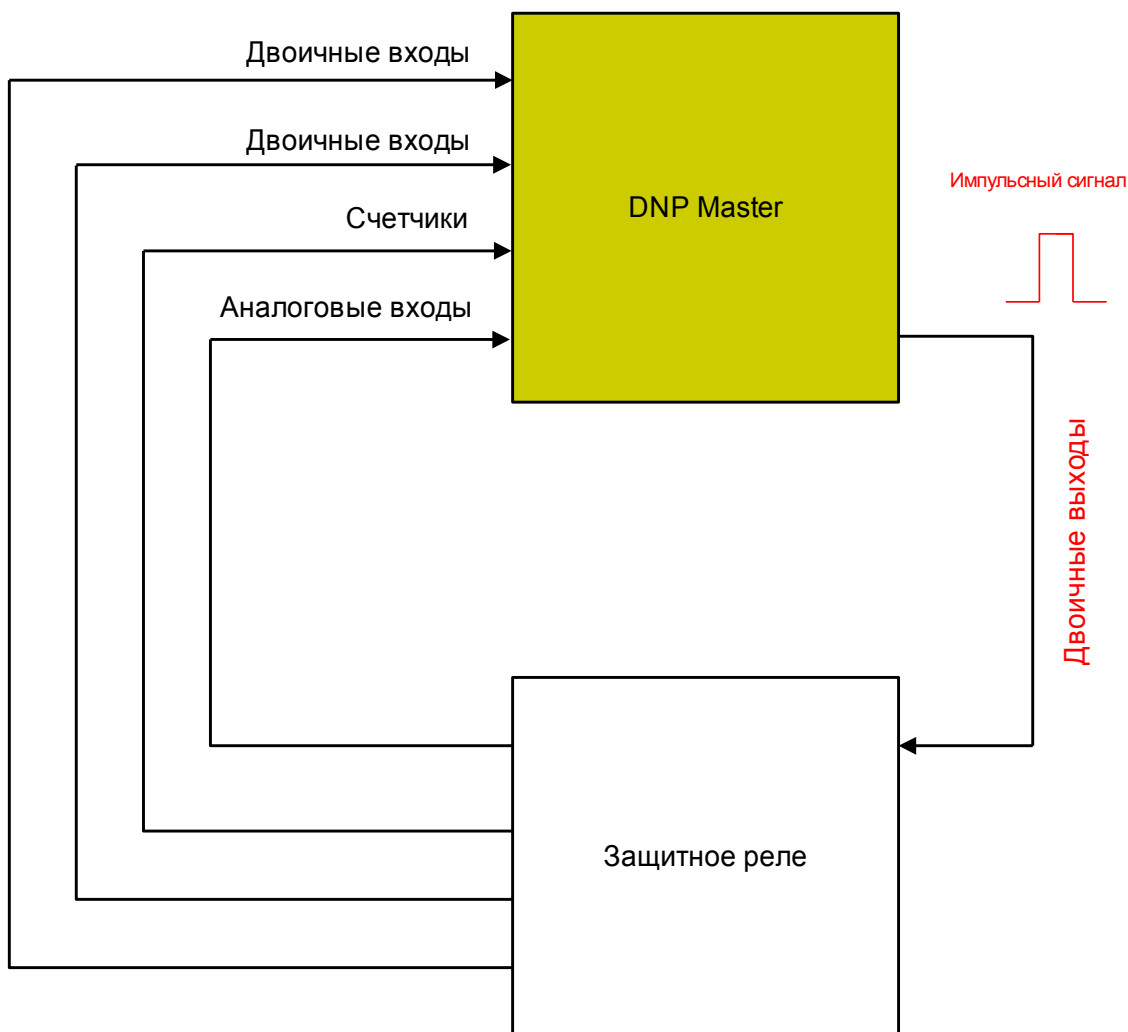 Двоичные входы
Двоичные входы
Счетчики
Аналоговые входы
DNP Master
Импульсный сигнал
Двоичные выходы
Защитное реле